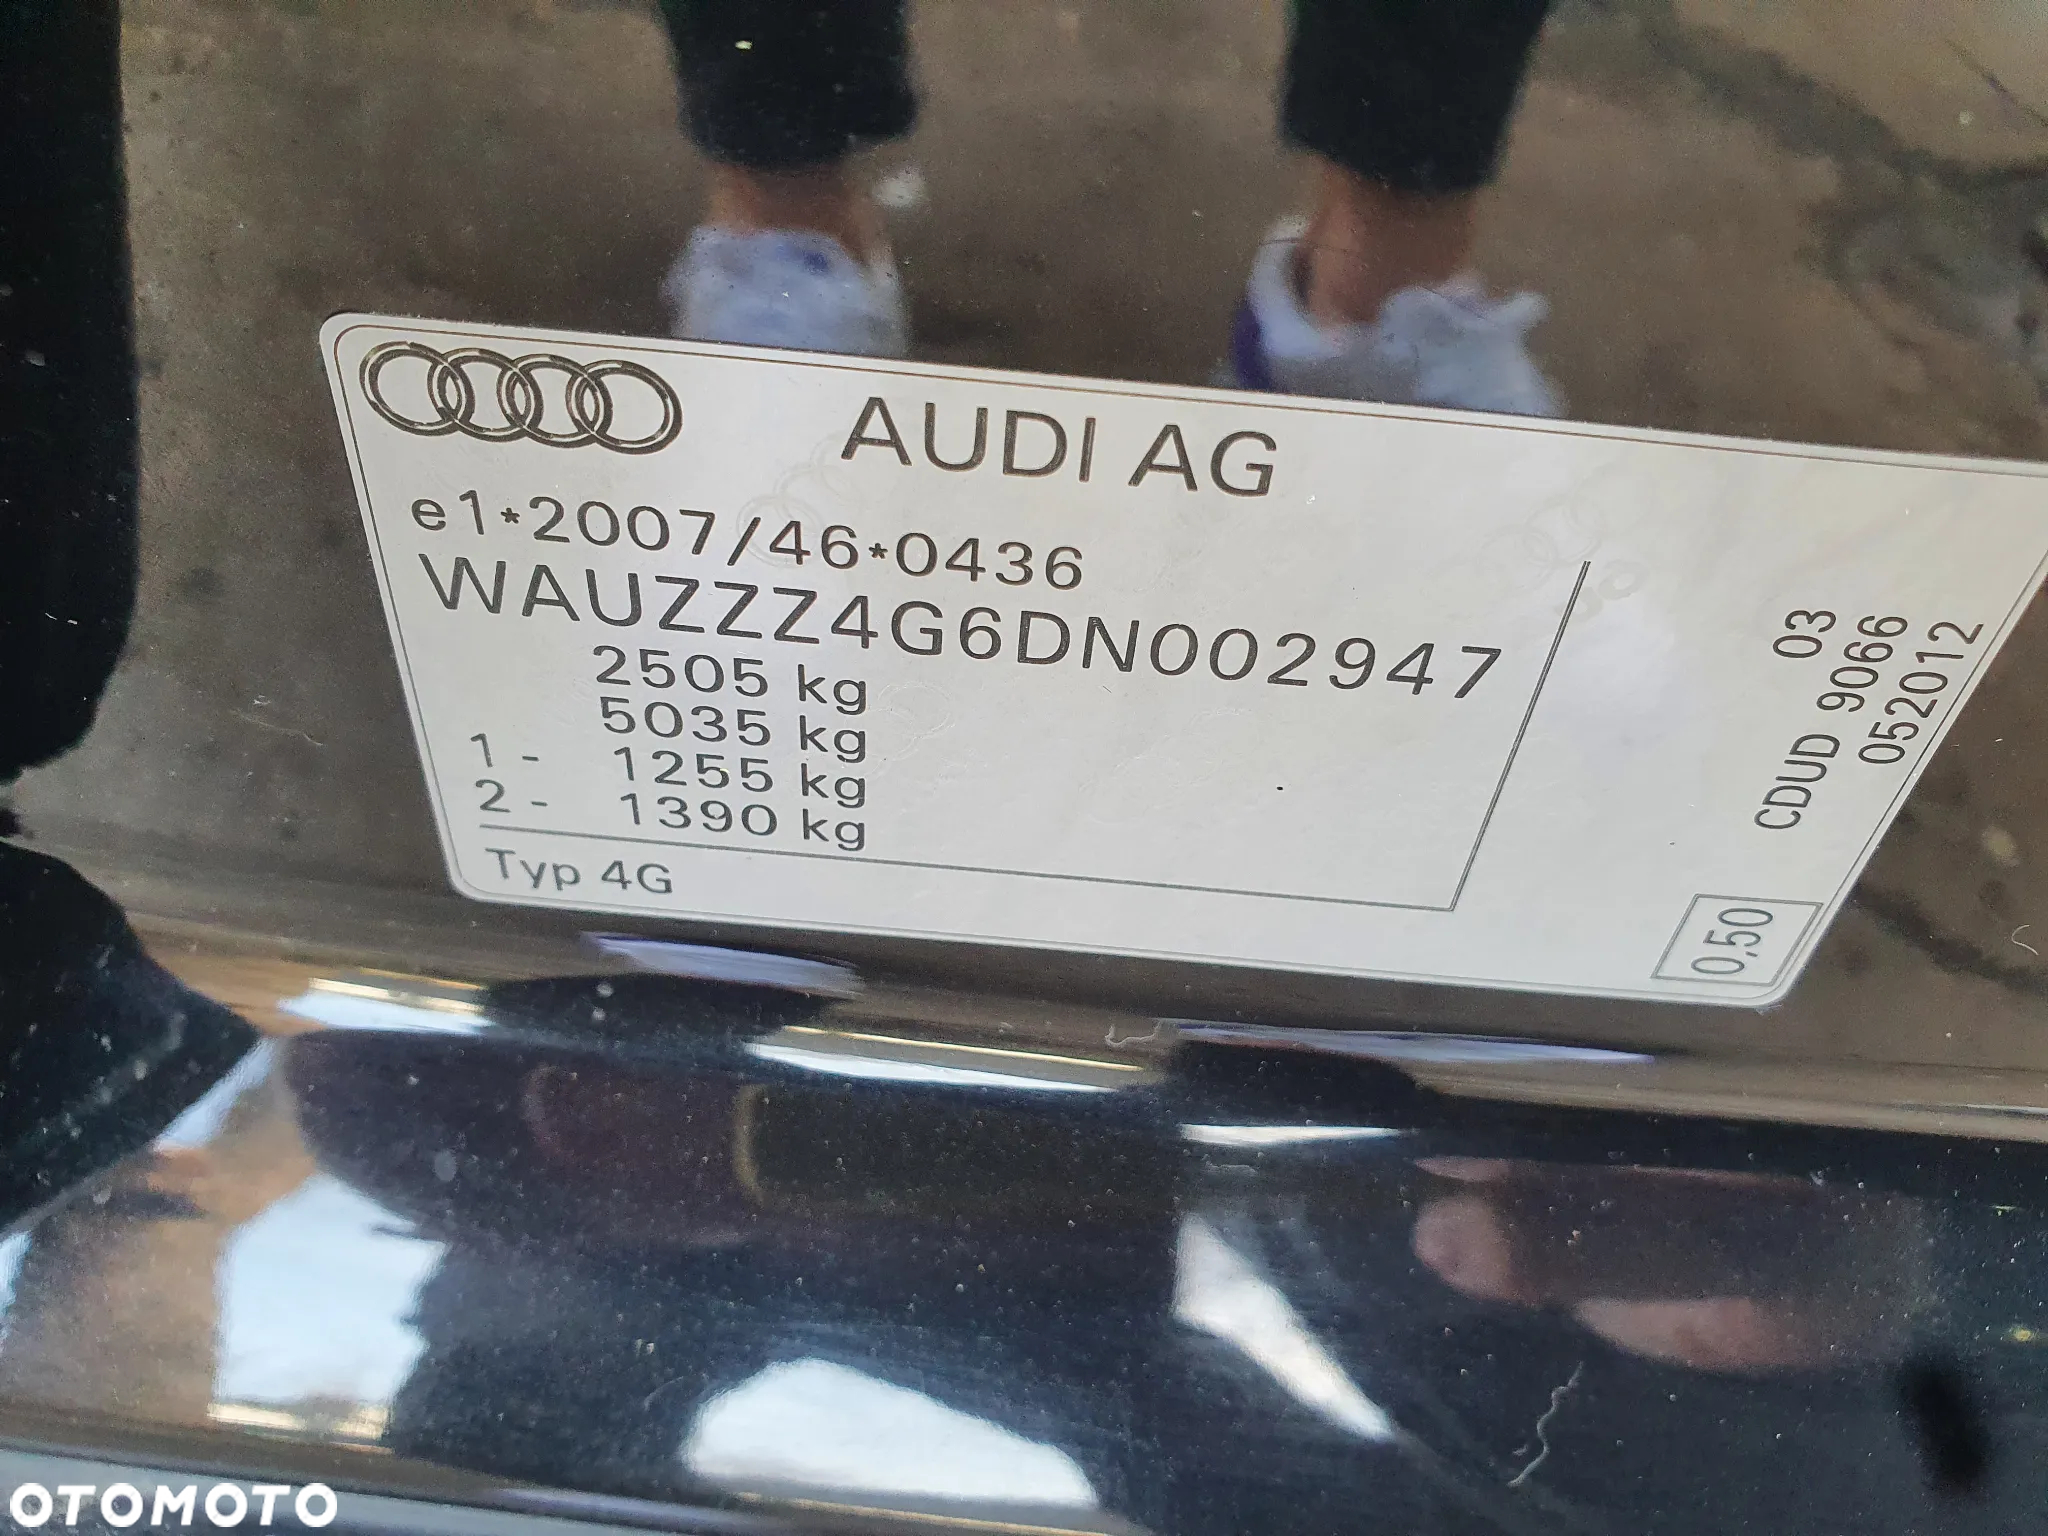 AUDI AG
e1*2007/46*0436
WAUZZZ4G6DN002947
2505 kg
5035 kg
1 - 1255 kg
2 - 1390 kg
Typ 4G
03
CDUD 9066
052012
0,50
OTOMOTO